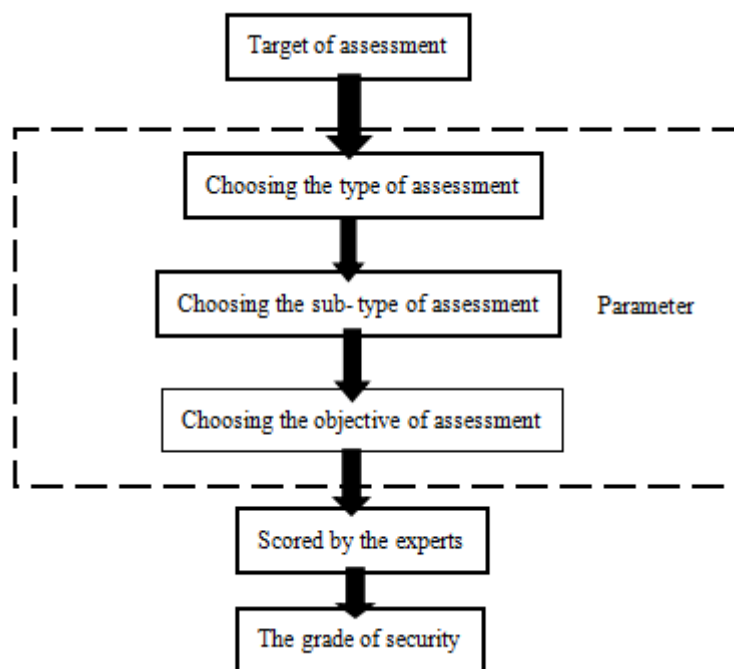 Target of assessment
Choosing the type of assessment
Choosing the sub- type of assessment
Parameter
Choosing the objective of assessment
Scored by the experts
The grade of security